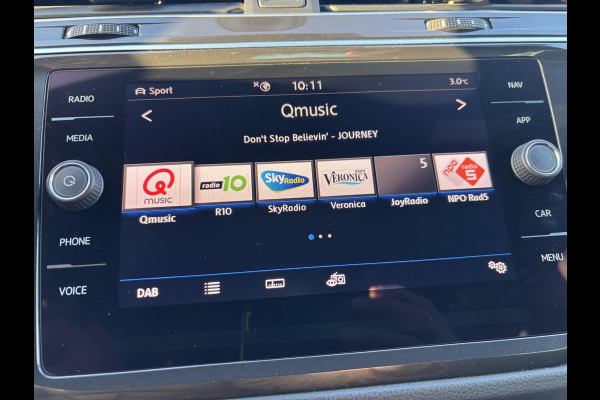 Sport 10:11 3.0°C
RADIO
NAV
< Qmusic >
MEDIA
APP
Don't Stop Believin' - JOURNEY
Q MUSIC
radio 10
Sky Radio
RADIO VERONICA
5
npo radio 5
Qmusic
R10
SkyRadio
Veronica
JoyRadio
NPO Rad5
PHONE
CAR
VOICE
DAB
MENU